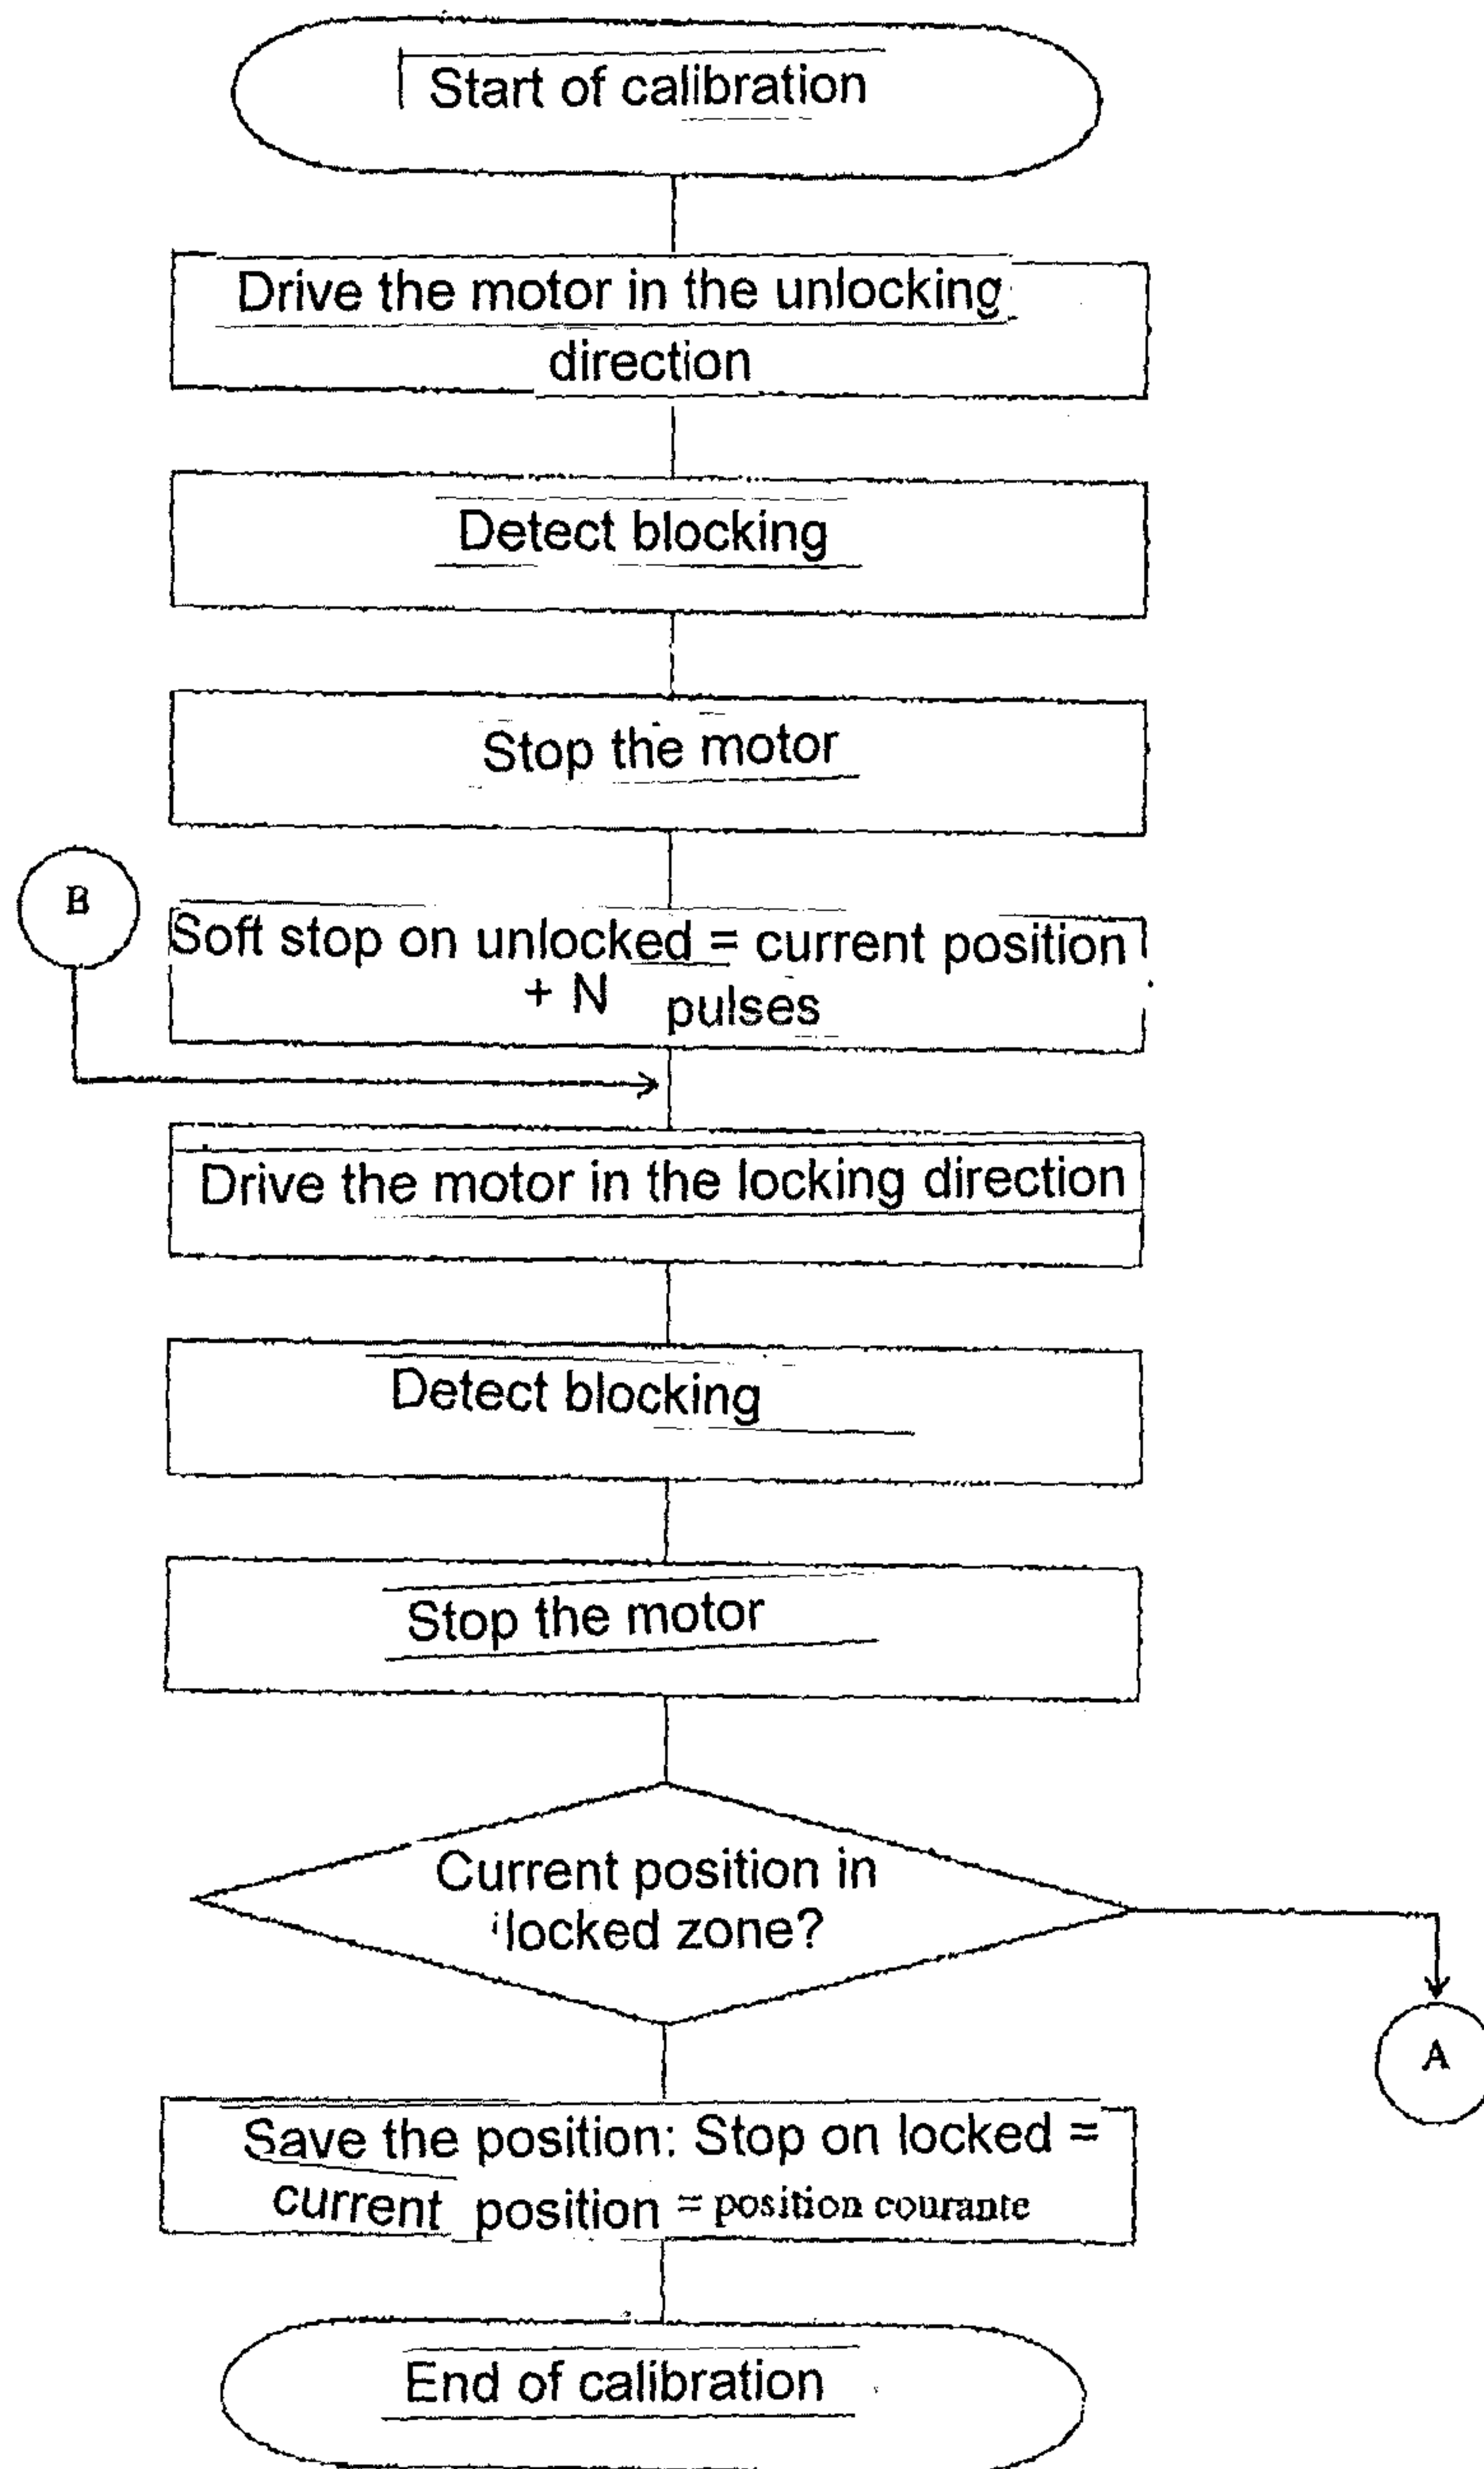 Start of calibration
Drive the motor in the unlocking
direction
Detect blocking
Stop the motor
B
Soft stop on unlocked = current position
+ N pulses
Drive the motor in the locking direction
Detect blocking
Stop the motor
Current position in
locked zone?
A
Save the position: Stop on locked =
current position = position courante
End of calibration